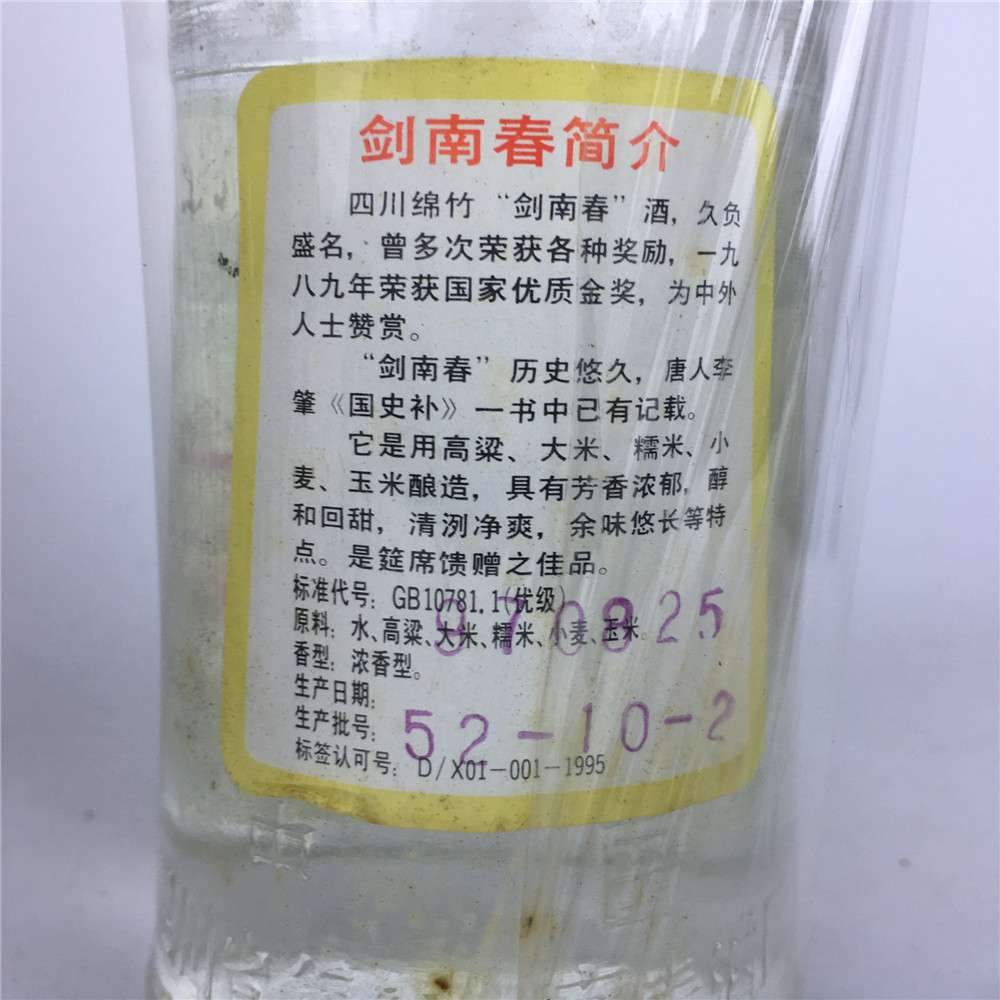 剑南春简介
四川绵竹“剑南春”酒，久负
盛名，曾多次荣获各种奖励，一九
八九年荣获国家优质金奖，为中外
人士赞赏。
“剑南春”历史悠久，唐人李
肇《国史补》一书中已有记载。
它是用高粱、大米、糯米、小
麦、玉米酿造，具有芳香浓郁，醇
和回甜，清洌净爽，余味悠长等特
点。是筵席馈赠之佳品。
标准代号：GB10781.1(优级)
原料：水、高粱、大米、糯米、小麦、玉米
970825
香型：浓香型。
生产日期：
生产批号：52-10-2
标签认可号：D/X01-001-1995